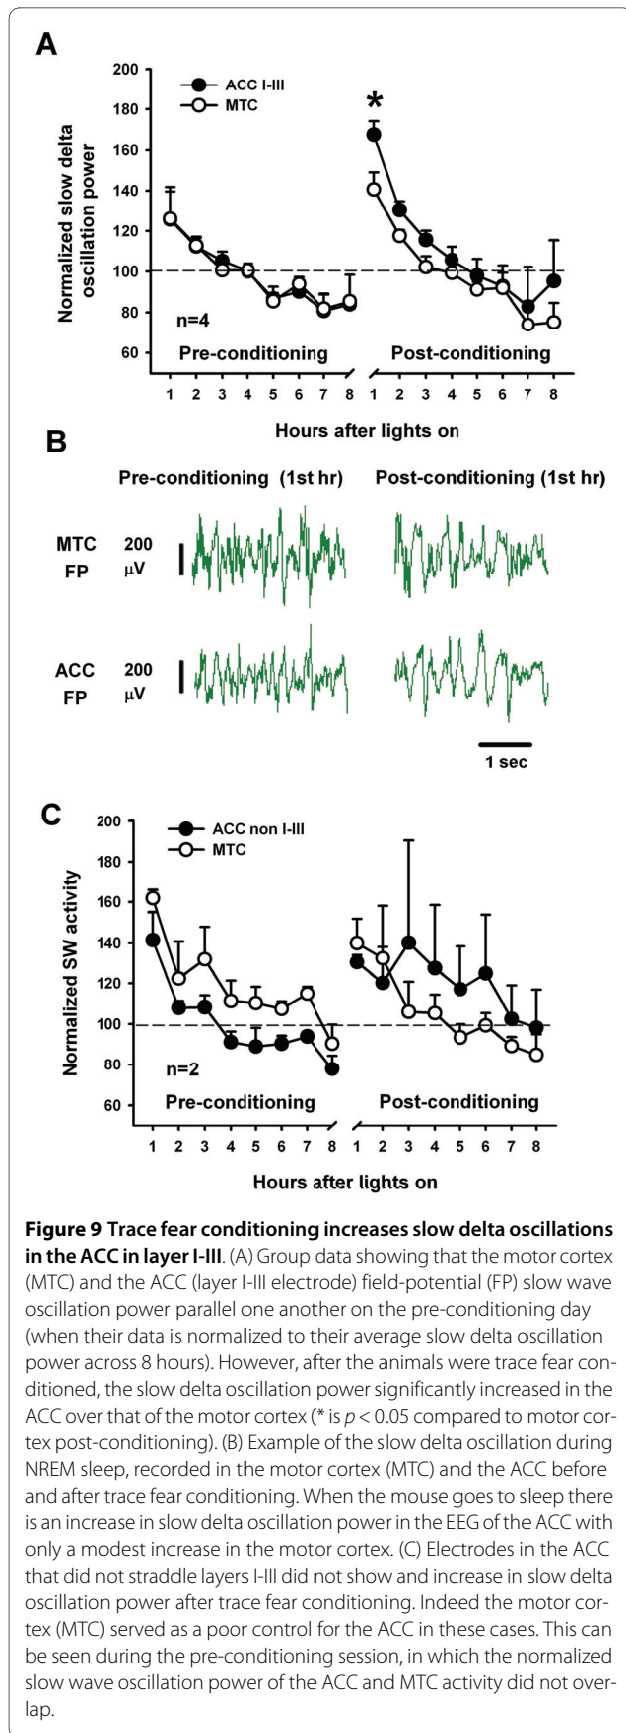 A
200
180
160
140
120
100
80
60
Normalized slow delta
oscillation power
ACC I-III
MTC
*
n=4
Pre-conditioning
Post-conditioning
1 2 3 4 5 6 7 8 1 2 3 4 5 6 7 8
Hours after lights on
B
Pre-conditioning (1st hr)
Post-conditioning (1st hr)
MTC
FP
200
µV
ACC
FP
200
µV
1 sec
C
200
180
160
140
120
100
80
60
Normalized SW activity
ACC non I-III
MTC
n=2
Pre-conditioning
Post-conditioning
1 2 3 4 5 6 7 8 1 2 3 4 5 6 7 8
Hours after lights on
Figure 9 Trace fear conditioning increases slow delta oscillations
in the ACC in layer I-III. (A) Group data showing that the motor cortex
(MTC) and the ACC (layer I-III electrode) field-potential (FP) slow wave
oscillation power parallel one another on the pre-conditioning day
(when their data is normalized to their average slow delta oscillation
power across 8 hours). However, after the animals were trace fear con-
ditioned, the slow delta oscillation power significantly increased in the
ACC over that of the motor cortex (* is p < 0.05 compared to motor cor-
tex post-conditioning). (B) Example of the slow delta oscillation during
NREM sleep, recorded in the motor cortex (MTC) and the ACC before
and after trace fear conditioning. When the mouse goes to sleep there
is an increase in slow delta oscillation power in the EEG of the ACC with
only a modest increase in the motor cortex. (C) Electrodes in the ACC
that did not straddle layers I-III did not show and increase in slow delta
oscillation power after trace fear conditioning. Indeed the motor cor-
tex (MTC) served as a poor control for the ACC in these cases. This can
be seen during the pre-conditioning session, in which the normalized
slow wave oscillation power of the ACC and MTC activity did not over-
lap.